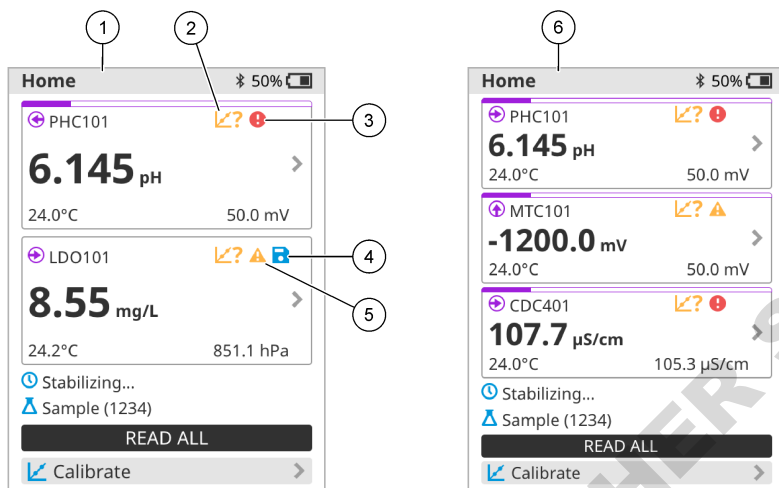 1
2
6
Home
50%
PHC101
?
3
6.145 pH
24.0°C
50.0 mV
LDO101
?
4
8.55 mg/L
5
24.2°C
851.1 hPa
Stabilizing...
Sample (1234)
READ ALL
Calibrate
Home
50%
PHC101
?
6.145 pH
24.0°C
50.0 mV
MTC101
?
-1200.0 mV
24.0°C
50.0 mV
CDC401
?
107.7 µS/cm
24.0°C
105.3 µS/cm
Stabilizing...
Sample (1234)
READ ALL
Calibrate
HER S